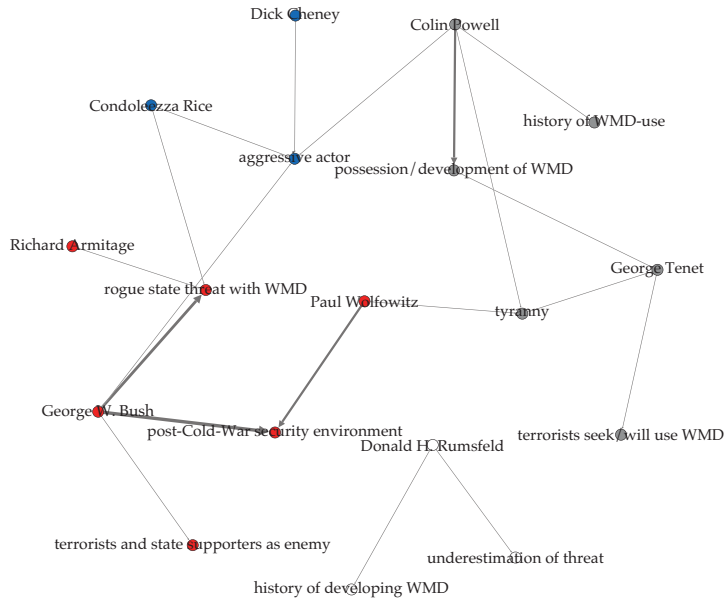 Dick Cheney
Colin Powell
Condoleezza Rice
history of WMD-use
aggressive actor
possession/development of WMD
Richard Armitage
George Tenet
rogue state threat with WMD
Paul Wolfowitz
tyranny
George W. Bush
post-Cold-War security environment
terrorists seek/will use WMD
Donald H. Rumsfeld
terrorists and state supporters as enemy
underestimation of threat
history of developing WMD